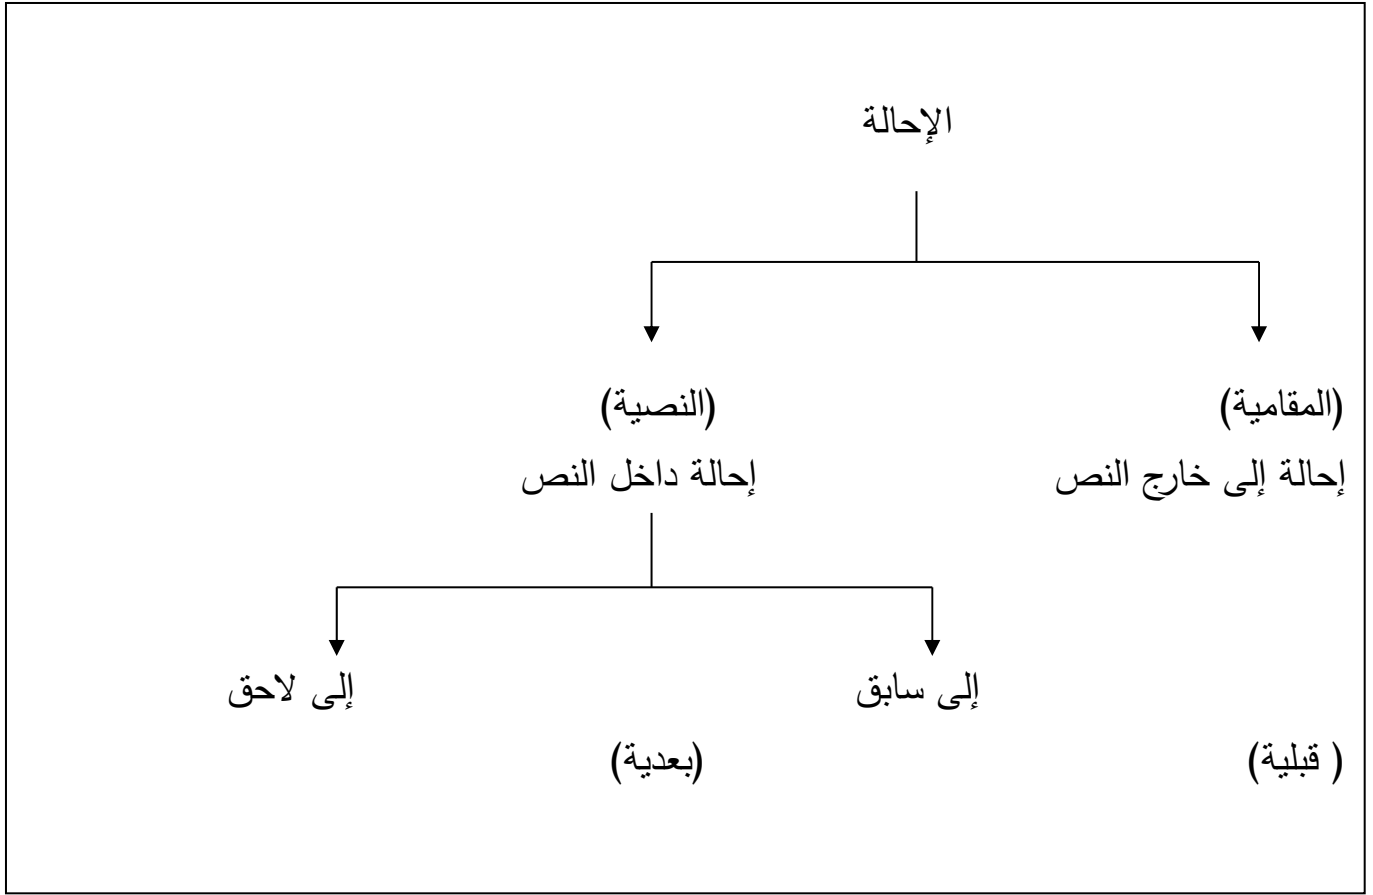 الإحالة
(المقامية) (النصية)
إحالة إلى خارج النص إحالة داخل النص
إلى سابق إلى لاحق
( قبلية) (بعدية)